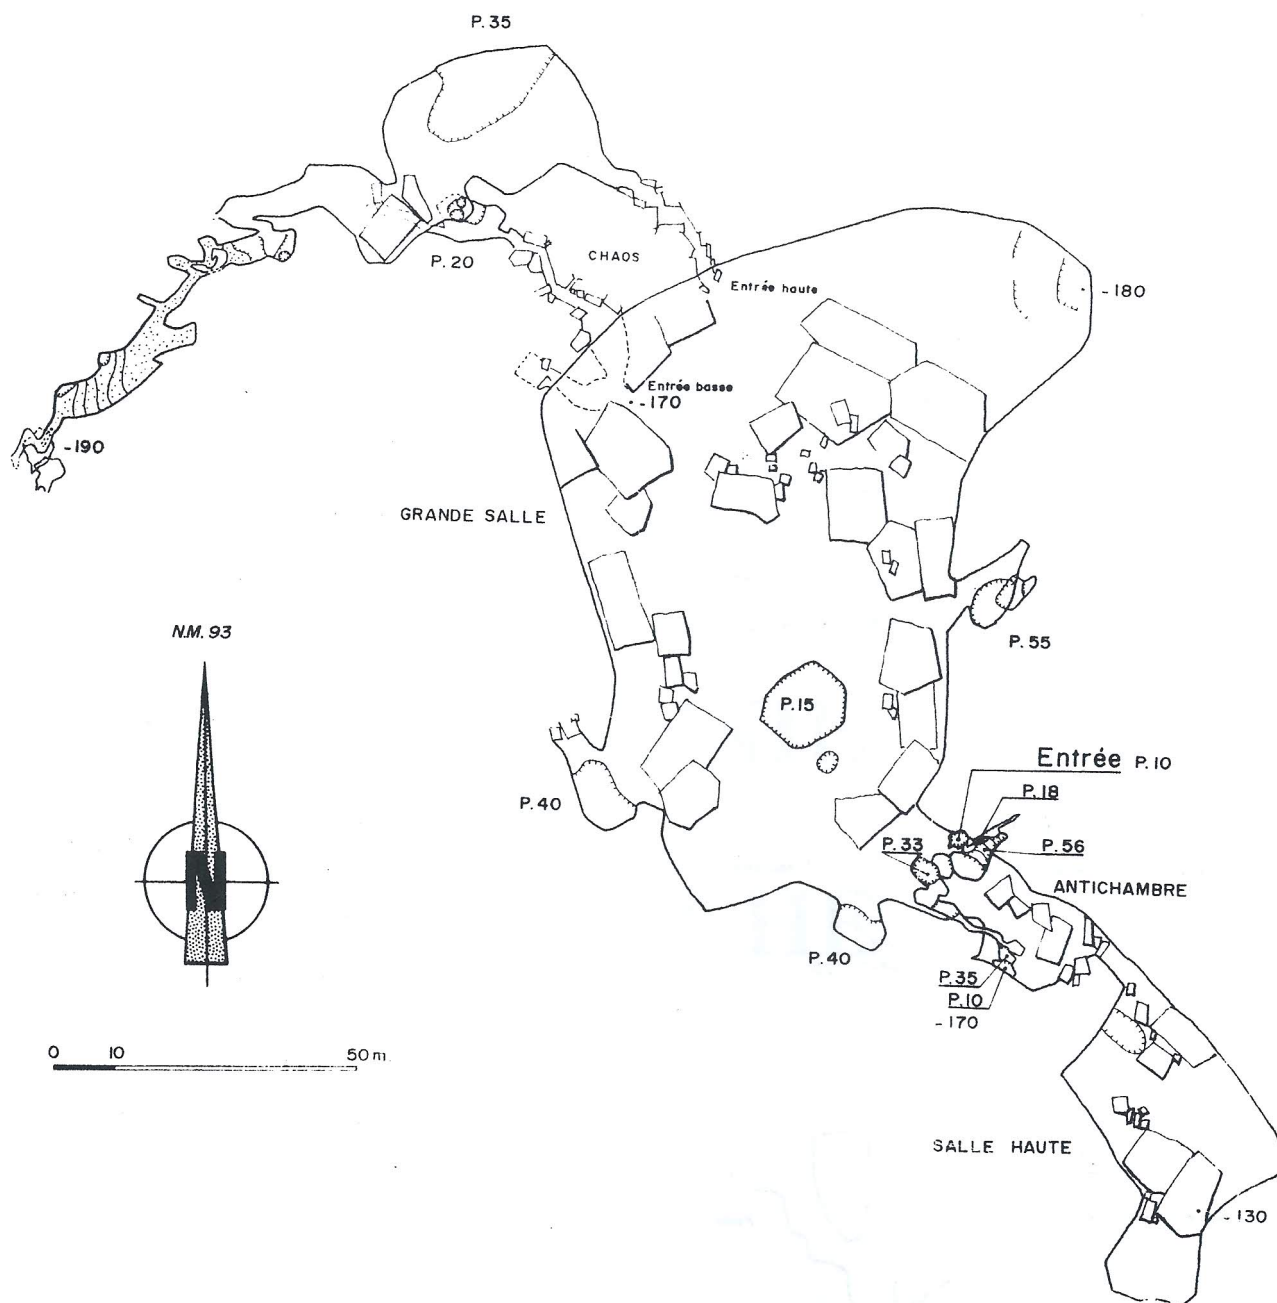 P.35
CHAOS
P.20
Entrée haute
-180
Entrée basse
-170
-190
GRANDE SALLE
N.M. 93
P.55
P.15
Entrée P.10
P.18
P.40
P.33
P.56
ANTICHAMBRE
N
P.40
P.35
P.10
-170
0 10 50 m.
SALLE HAUTE
-130